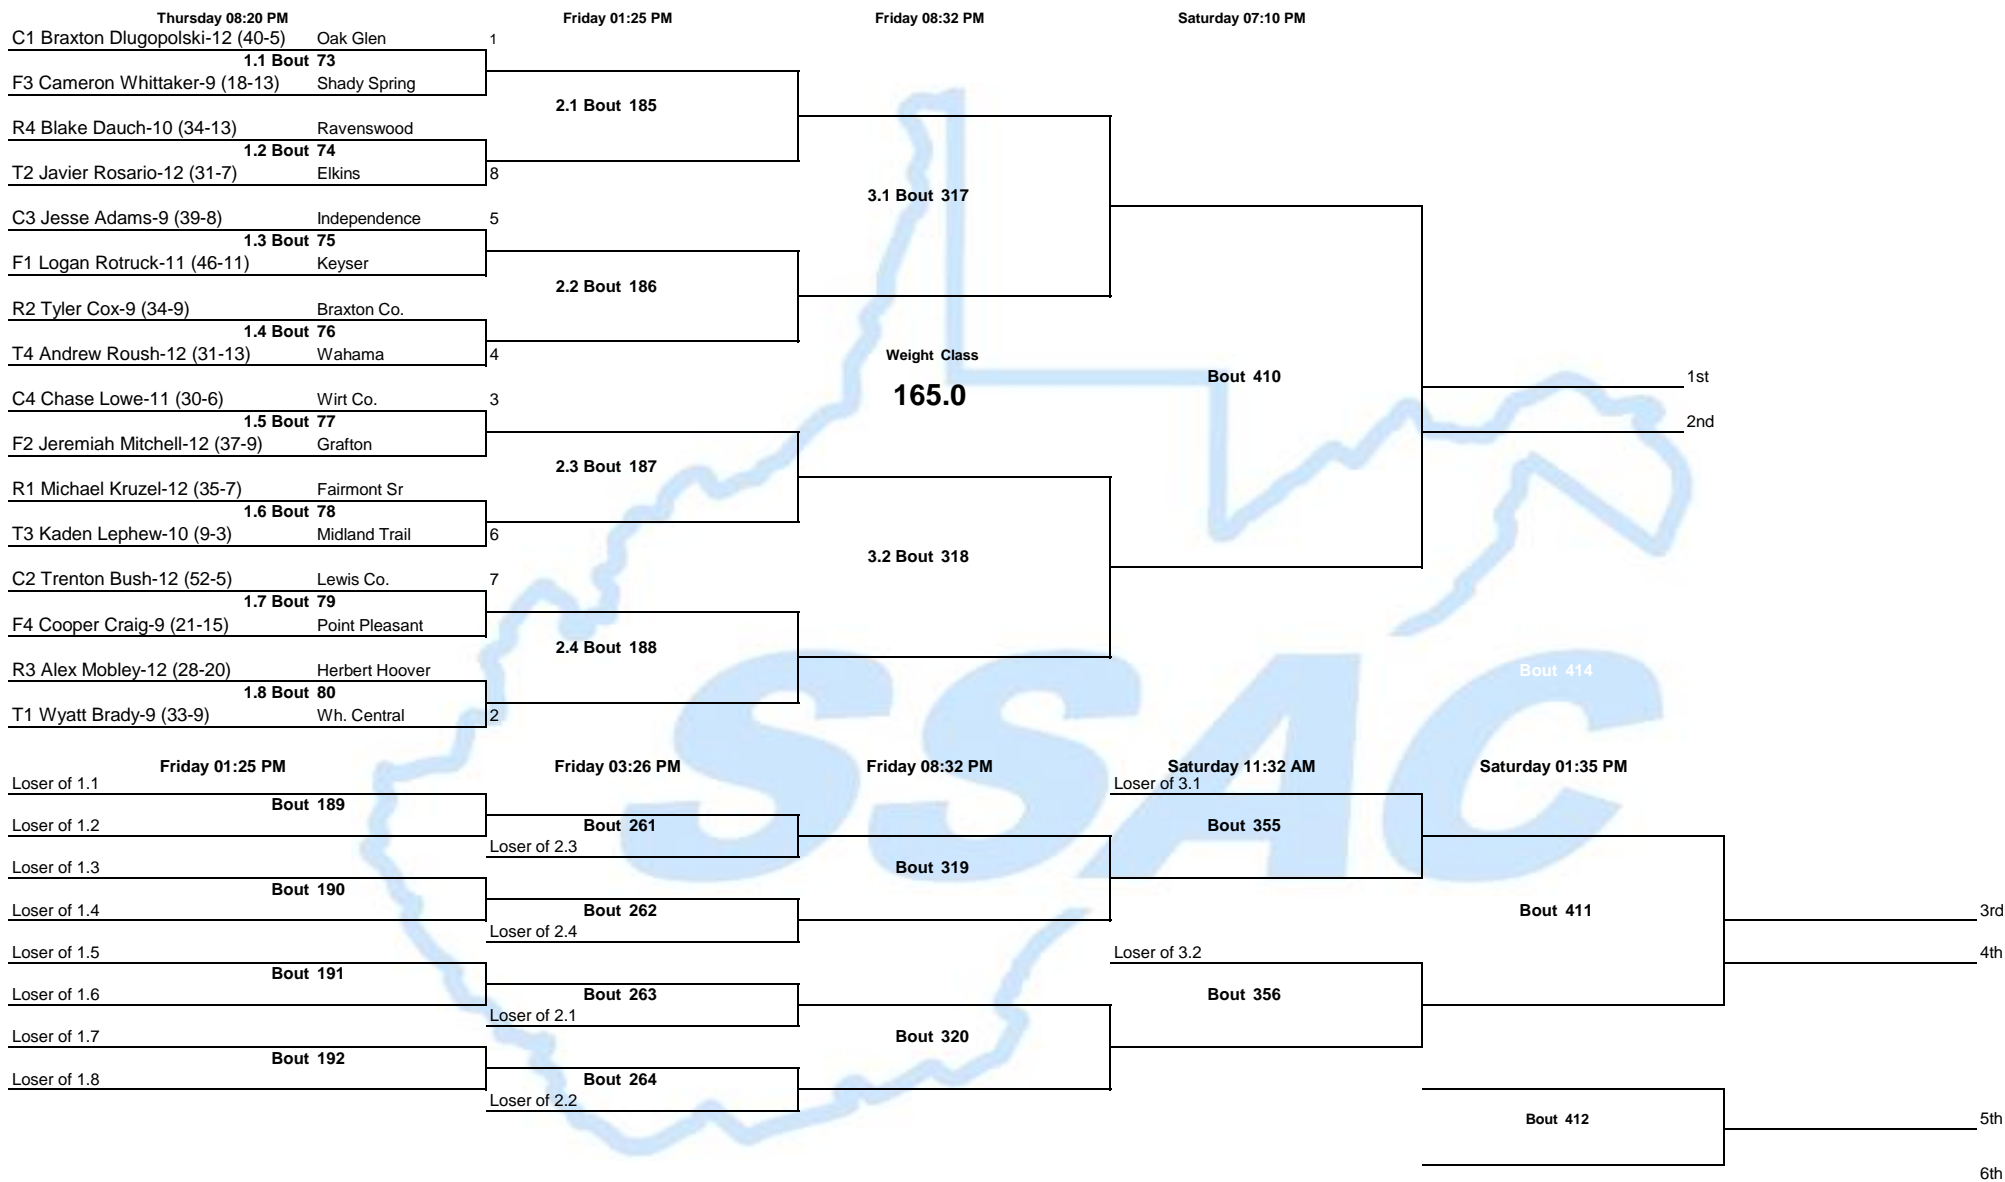 Thursday 08:20 PM Friday 01:25 PM Friday 08:32 PM Saturday 07:10 PM
C1 Braxton Dlugopolski-12 (40-5) Oak Glen 1
1.1 Bout 73
F3 Cameron Whittaker-9 (18-13) Shady Spring
2.1 Bout 185
R4 Blake Dauch-10 (34-13) Ravenswood
1.2 Bout 74
T2 Javier Rosario-12 (31-7) Elkins 8
3.1 Bout 317
C3 Jesse Adams-9 (39-8) Independence 5
1.3 Bout 75
F1 Logan Rotruck-11 (46-11) Keyser
2.2 Bout 186
R2 Tyler Cox-9 (34-9) Braxton Co.
1.4 Bout 76
T4 Andrew Roush-12 (31-13) Wahama 4
Weight Class
Bout 410 1st
165.0
C4 Chase Lowe-11 (30-6) Wirt Co. 3
1.5 Bout 77 2nd
F2 Jeremiah Mitchell-12 (37-9) Grafton
2.3 Bout 187
R1 Michael Kruzel-12 (35-7) Fairmont Sr
1.6 Bout 78
T3 Kaden Lephew-10 (9-3) Midland Trail 6
3.2 Bout 318
C2 Trenton Bush-12 (52-5) Lewis Co. 7
1.7 Bout 79
F4 Cooper Craig-9 (21-15) Point Pleasant
2.4 Bout 188
R3 Alex Mobley-12 (28-20) Herbert Hoover Bout 414
1.8 Bout 80
T1 Wyatt Brady-9 (33-9) Wh. Central 2
SSAC
Friday 01:25 PM Friday 03:26 PM Friday 08:32 PM Saturday 11:32 AM Saturday 01:35 PM
Loser of 1.1 Loser of 3.1
Bout 189
Loser of 1.2 Bout 261 Bout 355
Loser of 2.3
Loser of 1.3 Bout 319
Bout 190
Loser of 1.4 Bout 262 Bout 411 3rd
Loser of 2.4
Loser of 1.5 Loser of 3.2 4th
Bout 191
Loser of 1.6 Bout 263 Bout 356
Loser of 2.1
Loser of 1.7 Bout 320
Bout 192
Loser of 1.8 Bout 264
Loser of 2.2
Bout 412 5th
6th